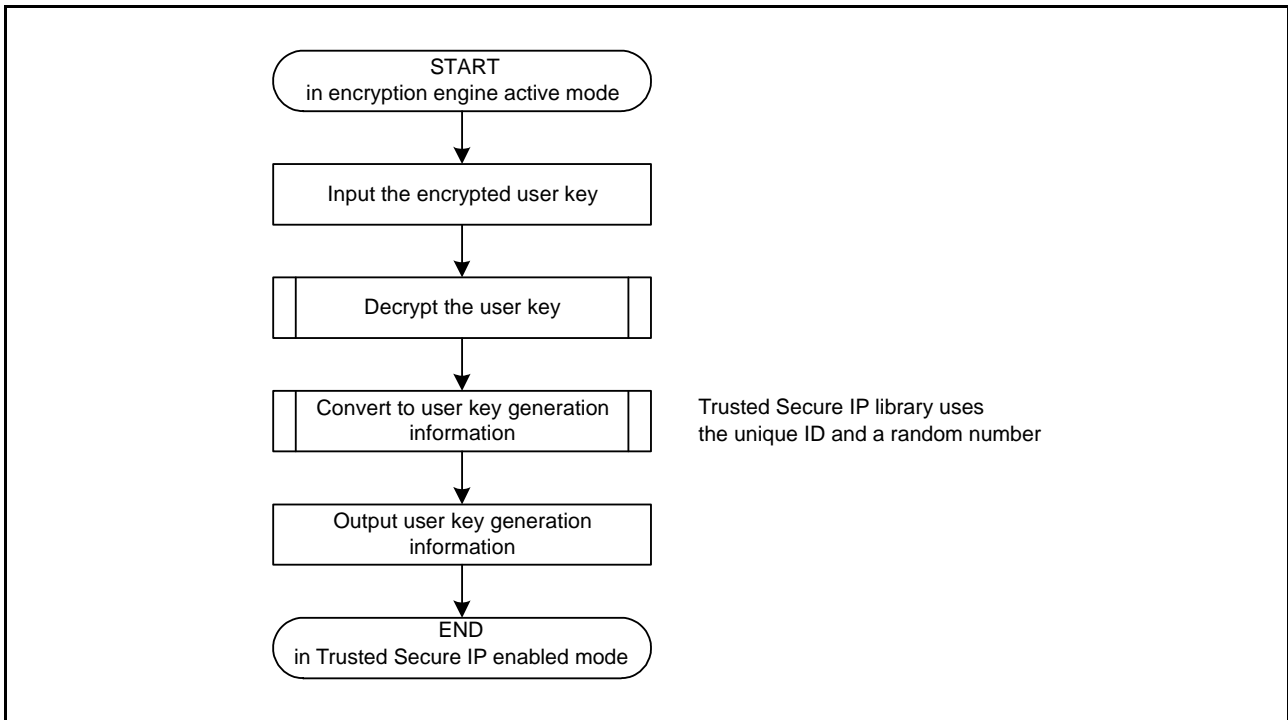 START
in encryption engine active mode
Input the encrypted user key
Decrypt the user key
Convert to user key generation
information
Trusted Secure IP library uses
the unique ID and a random number
Output user key generation
information
END
in Trusted Secure IP enabled mode